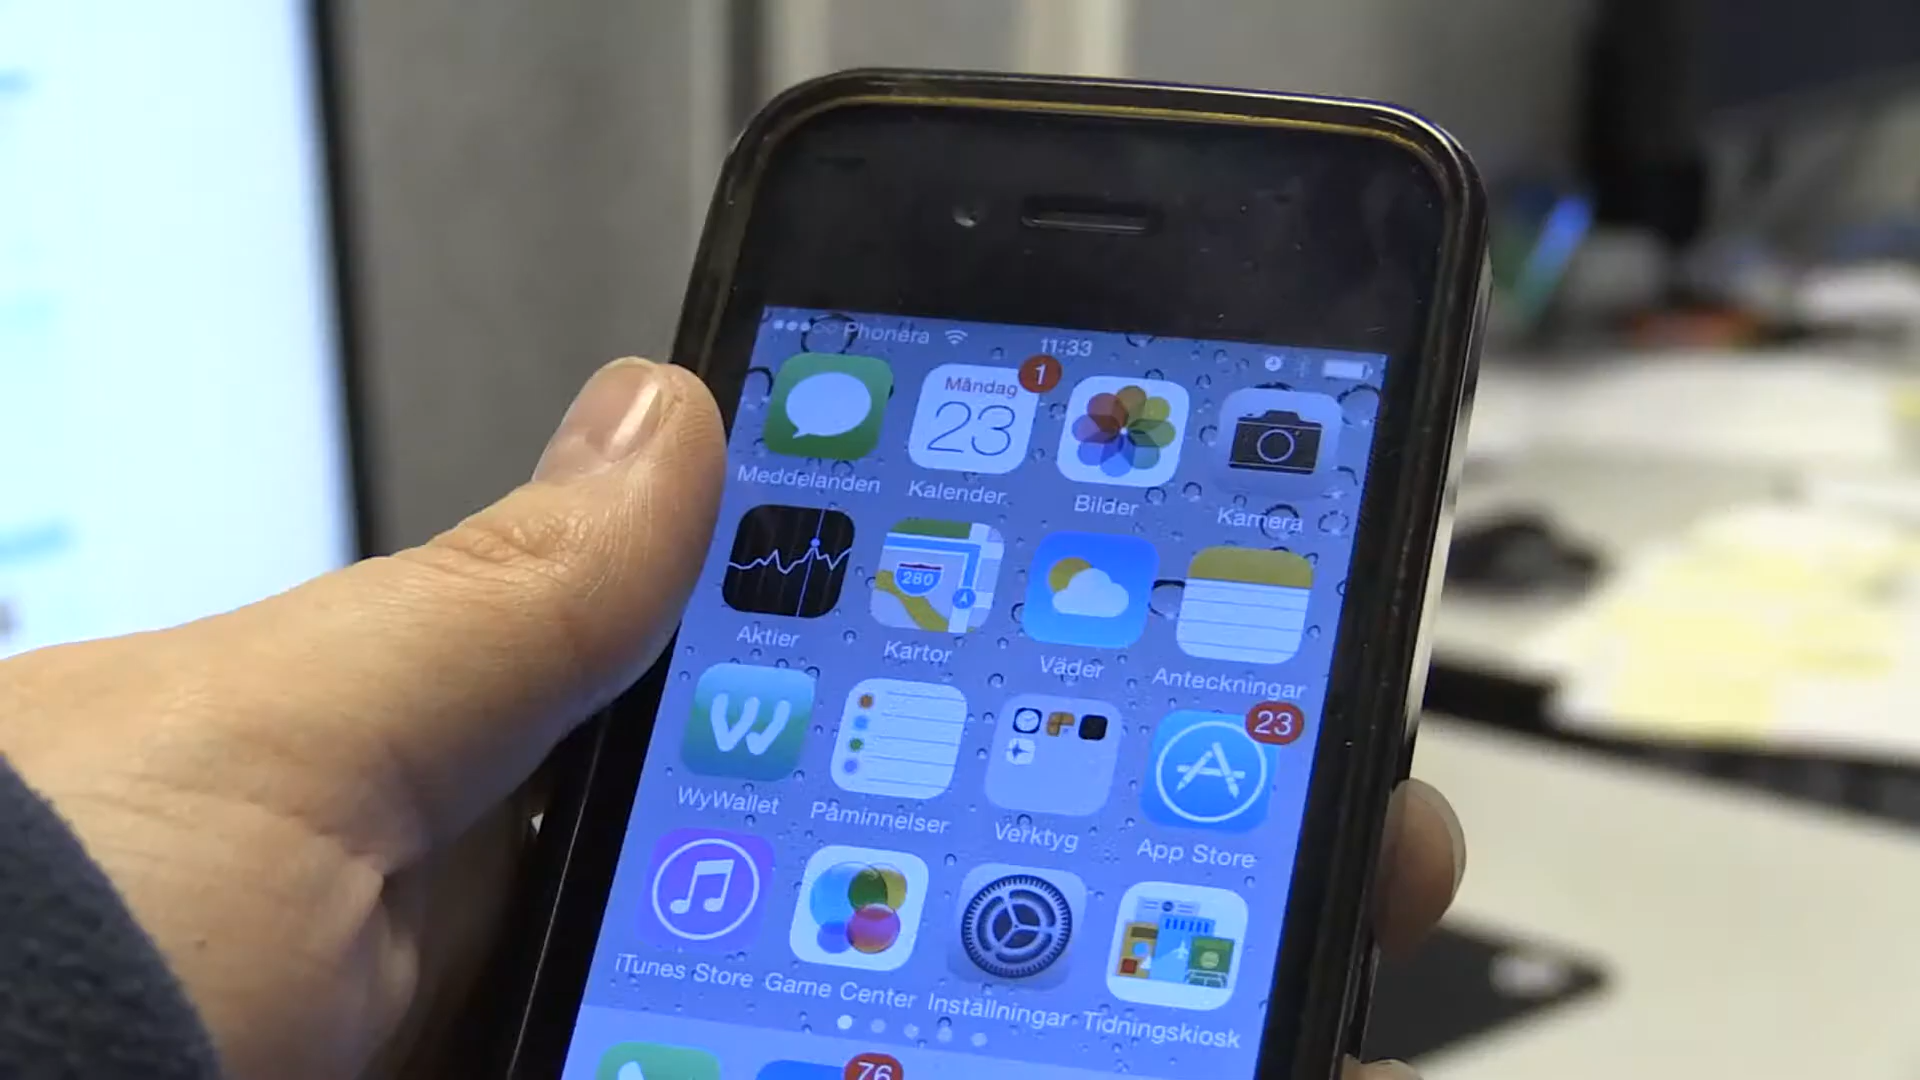 Phonera
11:33
Måndag
1
23
Meddelanden
Kalender
Bilder
Kamera
280
Aktier
Kartor
Väder
Anteckningar
23
WyWallet
Påminnelser
Verktyg
App Store
iTunes Store
Game Center
Inställningar
Tidningskiosk
76